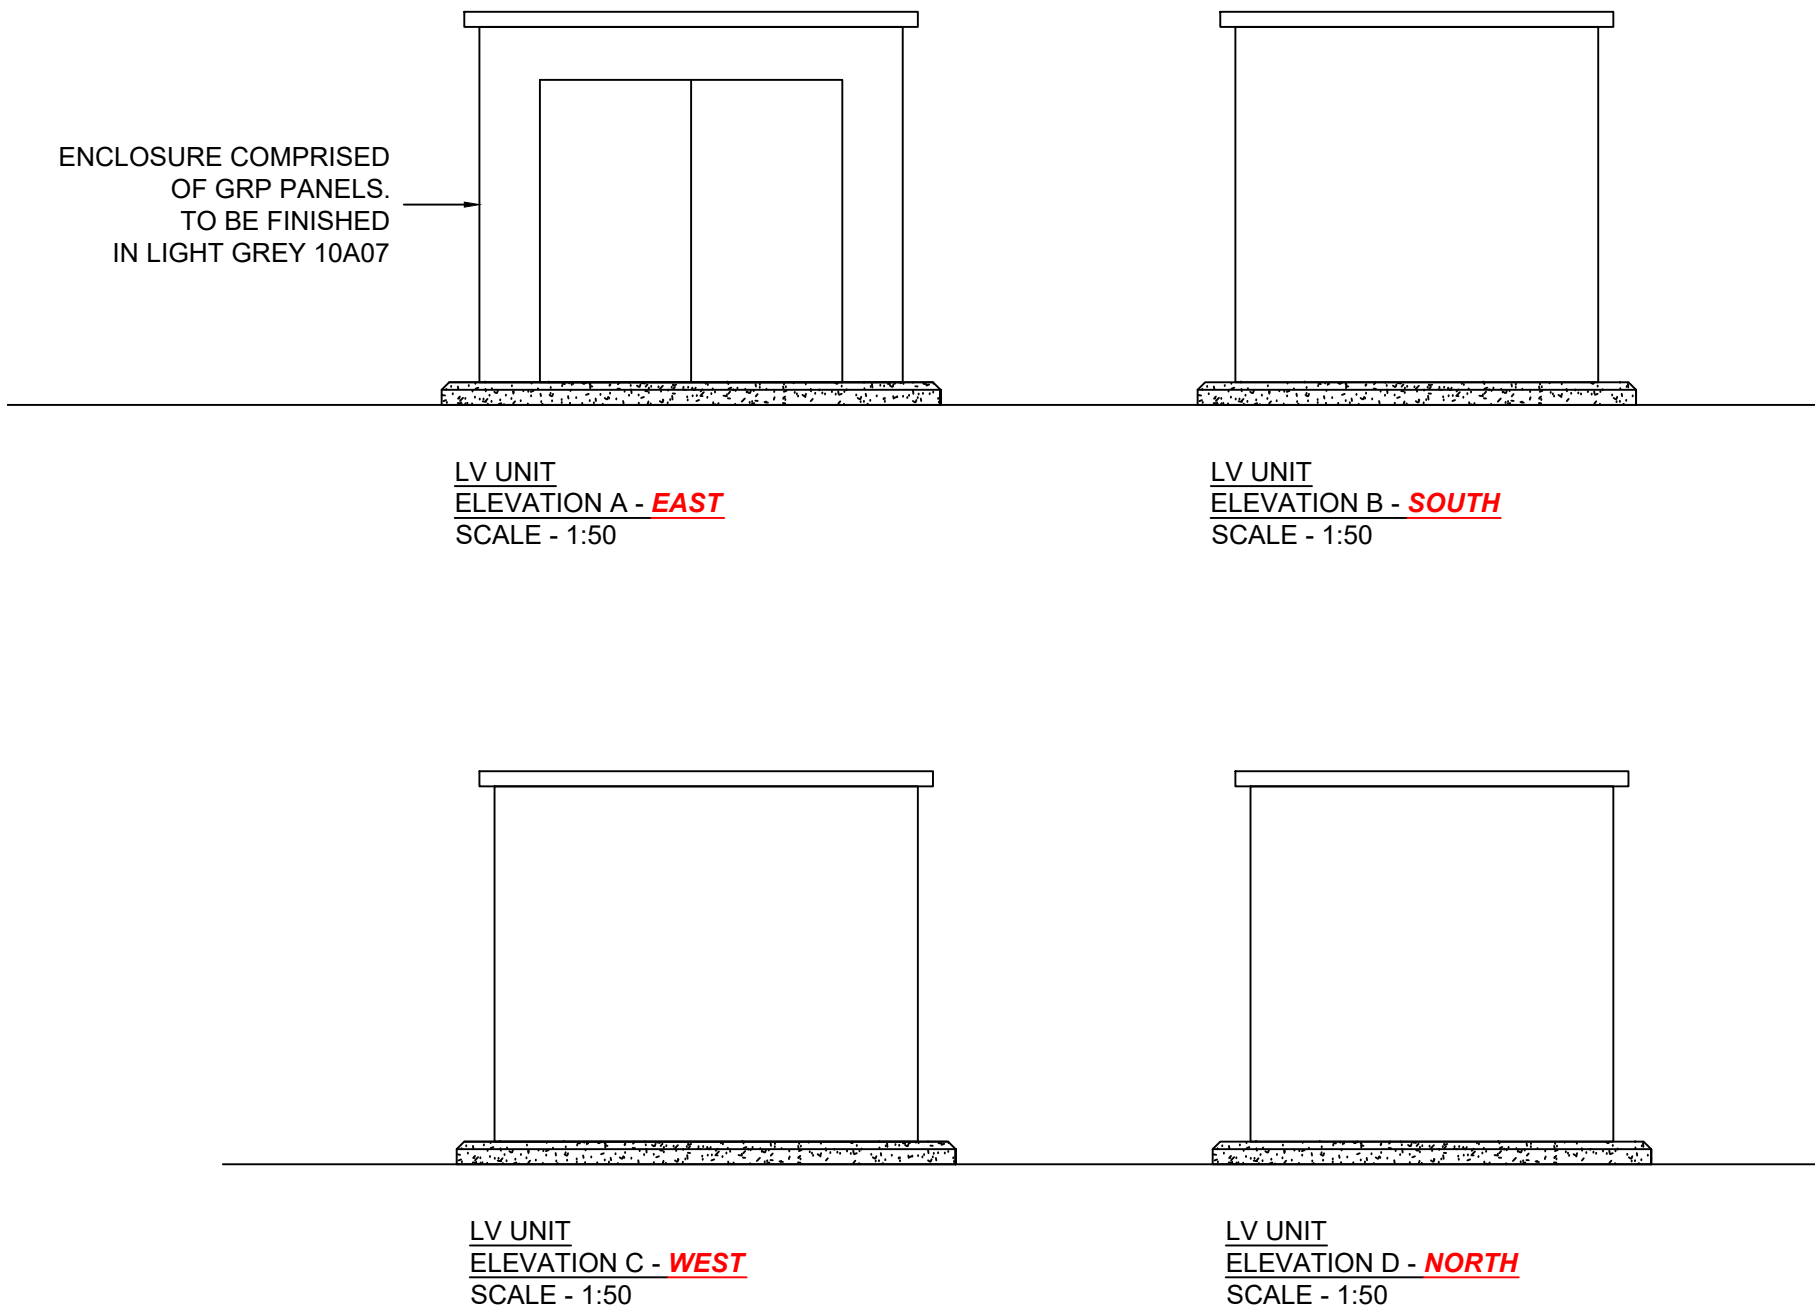 ENCLOSURE COMPRISED
OF GRP PANELS.
TO BE FINISHED
IN LIGHT GREY 10A07
LV UNIT
ELEVATION A - EAST
SCALE - 1:50
LV UNIT
ELEVATION B - SOUTH
SCALE - 1:50
LV UNIT
ELEVATION C - WEST
SCALE - 1:50
LV UNIT
ELEVATION D - NORTH
SCALE - 1:50